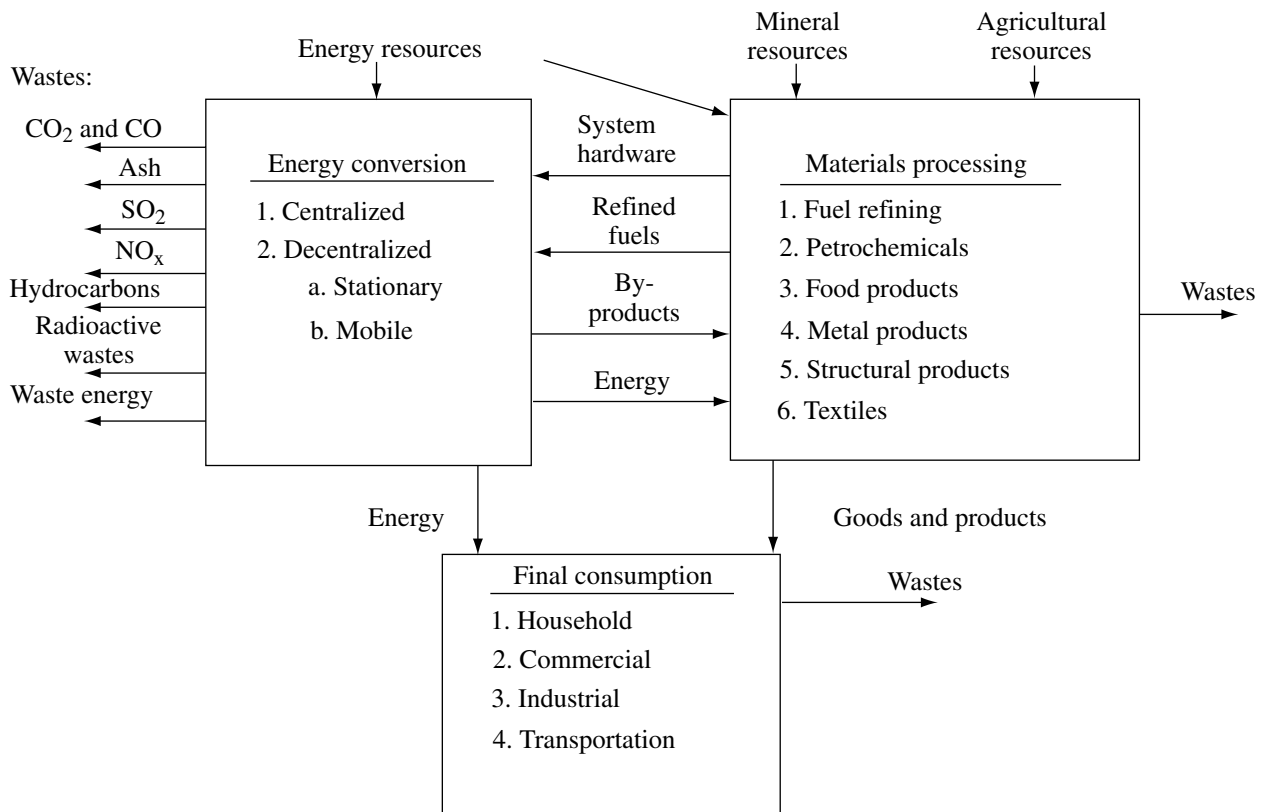 Mineral
resources
Agricultural
resources
Energy resources
Wastes:
CO₂ and CO
Ash
SO₂
NOₓ
Hydrocarbons
Radioactive
wastes
Waste energy
Energy conversion
1. Centralized
2. Decentralized
a. Stationary
b. Mobile
System
hardware
Refined
fuels
By-
products
Energy
Materials processing
1. Fuel refining
2. Petrochemicals
3. Food products
4. Metal products
5. Structural products
6. Textiles
Wastes
Energy
Goods and products
Final consumption
1. Household
2. Commercial
3. Industrial
4. Transportation
Wastes